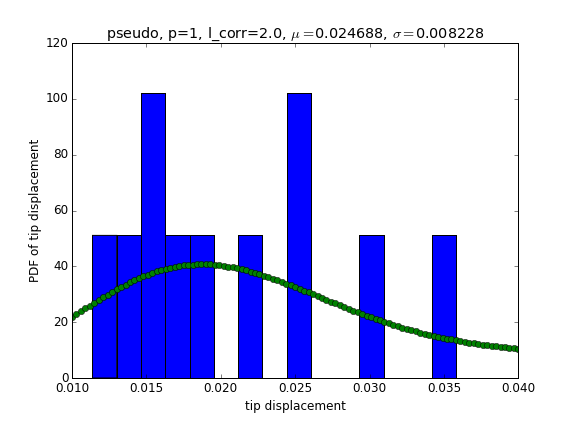 pseudo, p=1, l_corr=2.0, μ=0.024688, σ=0.008228
120
100
80
60
40
20
0
PDF of tip displacement
0.010 0.015 0.020 0.025 0.030 0.035 0.040
tip displacement